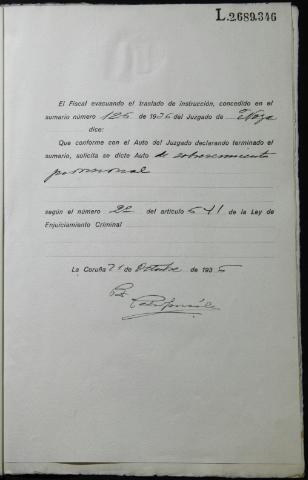 L.2689.346
El Fiscal evacuando el traslado de instrucción, concedido en el
sumario número 126 de 1935 del Juzgado de Noya
dice:
Que conforme con el Auto del Juzgado declarando terminado el
sumario, solicita se dicte Auto de sobreseimiento
provisional
según el número 2º del artículo 641 de la Ley de
Enjuiciamiento Criminal
La Coruña 21 de Octubre de 1935